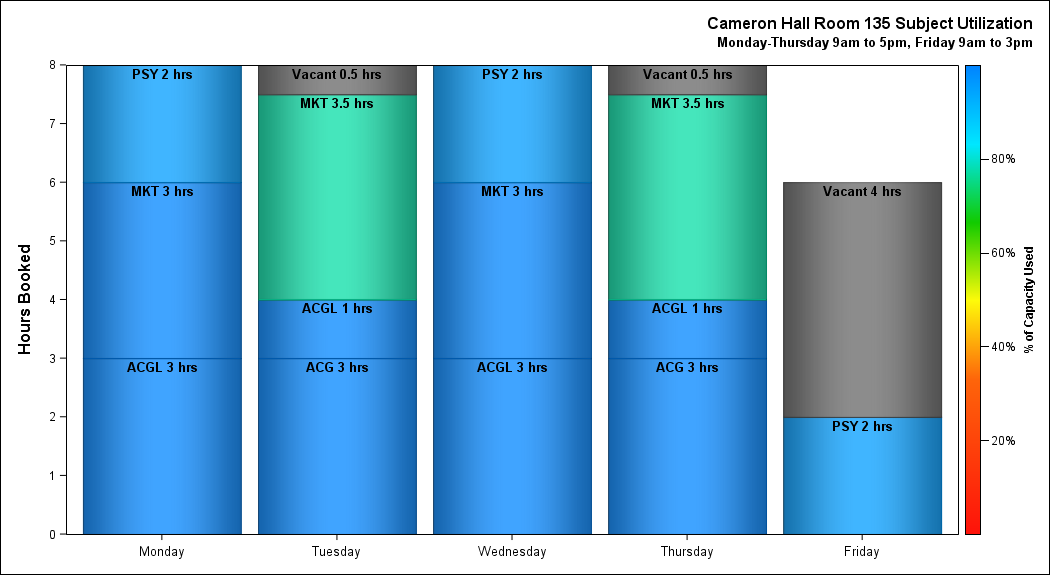 Cameron Hall Room 135 Subject Utilization
Monday-Thursday 9am to 5pm, Friday 9am to 3pm
Hours Booked
8
7
6
5
4
3
2
1
0
PSY 2 hrs
MKT 3 hrs
ACGL 3 hrs
Vacant 0.5 hrs
MKT 3.5 hrs
ACGL 1 hrs
ACG 3 hrs
PSY 2 hrs
MKT 3 hrs
ACGL 3 hrs
Vacant 0.5 hrs
MKT 3.5 hrs
ACGL 1 hrs
ACG 3 hrs
Vacant 4 hrs
PSY 2 hrs
Monday
Tuesday
Wednesday
Thursday
Friday
80%
60%
40%
20%
% of Capacity Used